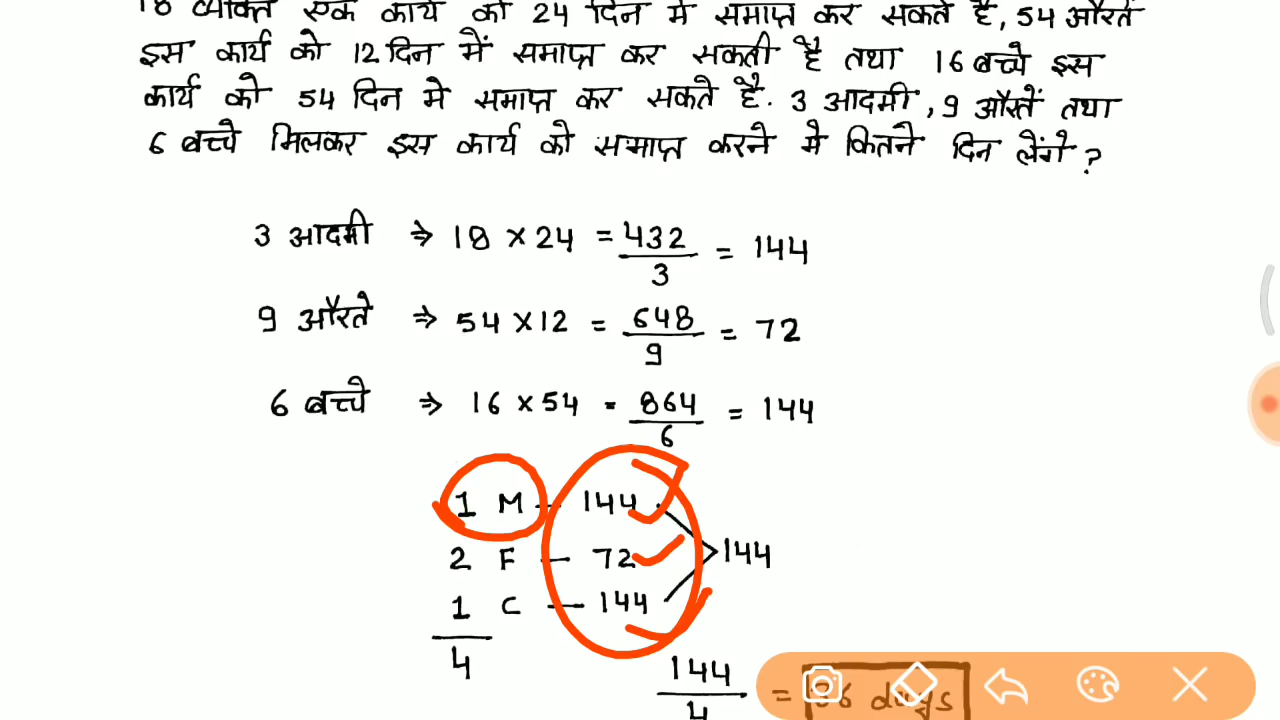 18 व्यक्ति एक कार्य को 24 दिन में समाप्त कर सकते है, 54 औरतें
इस कार्य को 12 दिन में समाप्त कर सकती है तथा 16 बच्चे इस
कार्य को 54 दिन मे समाप्त कर सकते है. 3 आदमी, 9 औरतें तथा
6 बच्चे मिलकर इस कार्य को समाप्त करने मे कितने दिन लेंगे?
3 आदमी ⇒ 18 × 24 = 432/3 = 144
9 औरते ⇒ 54 × 12 = 648/9 = 72
6 बच्चे ⇒ 16 × 54 = 864/6 = 144
1 M — 144
2 F — 72 144
1 C — 144
4
144/4 = 36 days